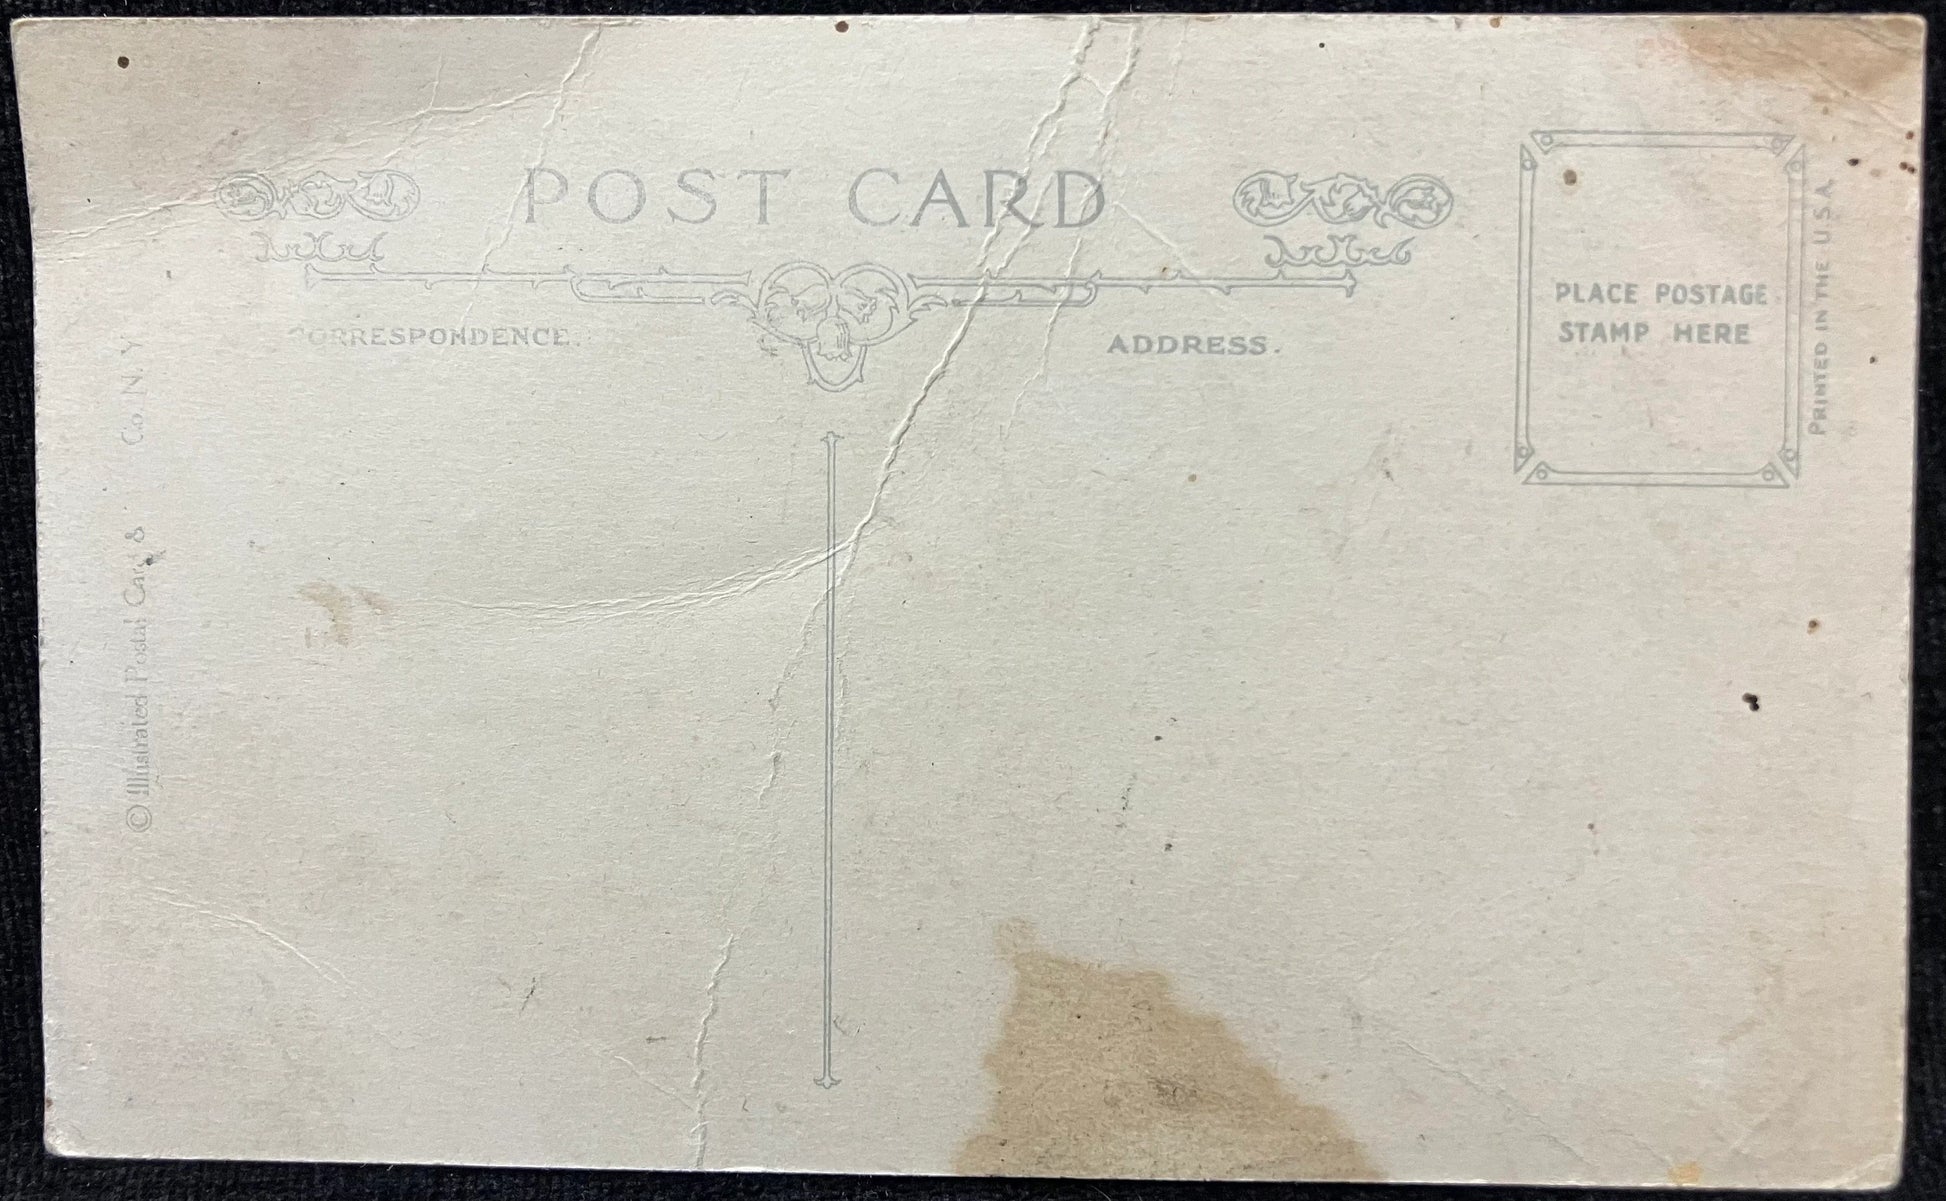 POST CARD
CORRESPONDENCE.
ADDRESS.
PLACE POSTAGE
STAMP HERE
PRINTED IN THE U.S.A.
© Illustrated Postal Card & Co. N. Y.